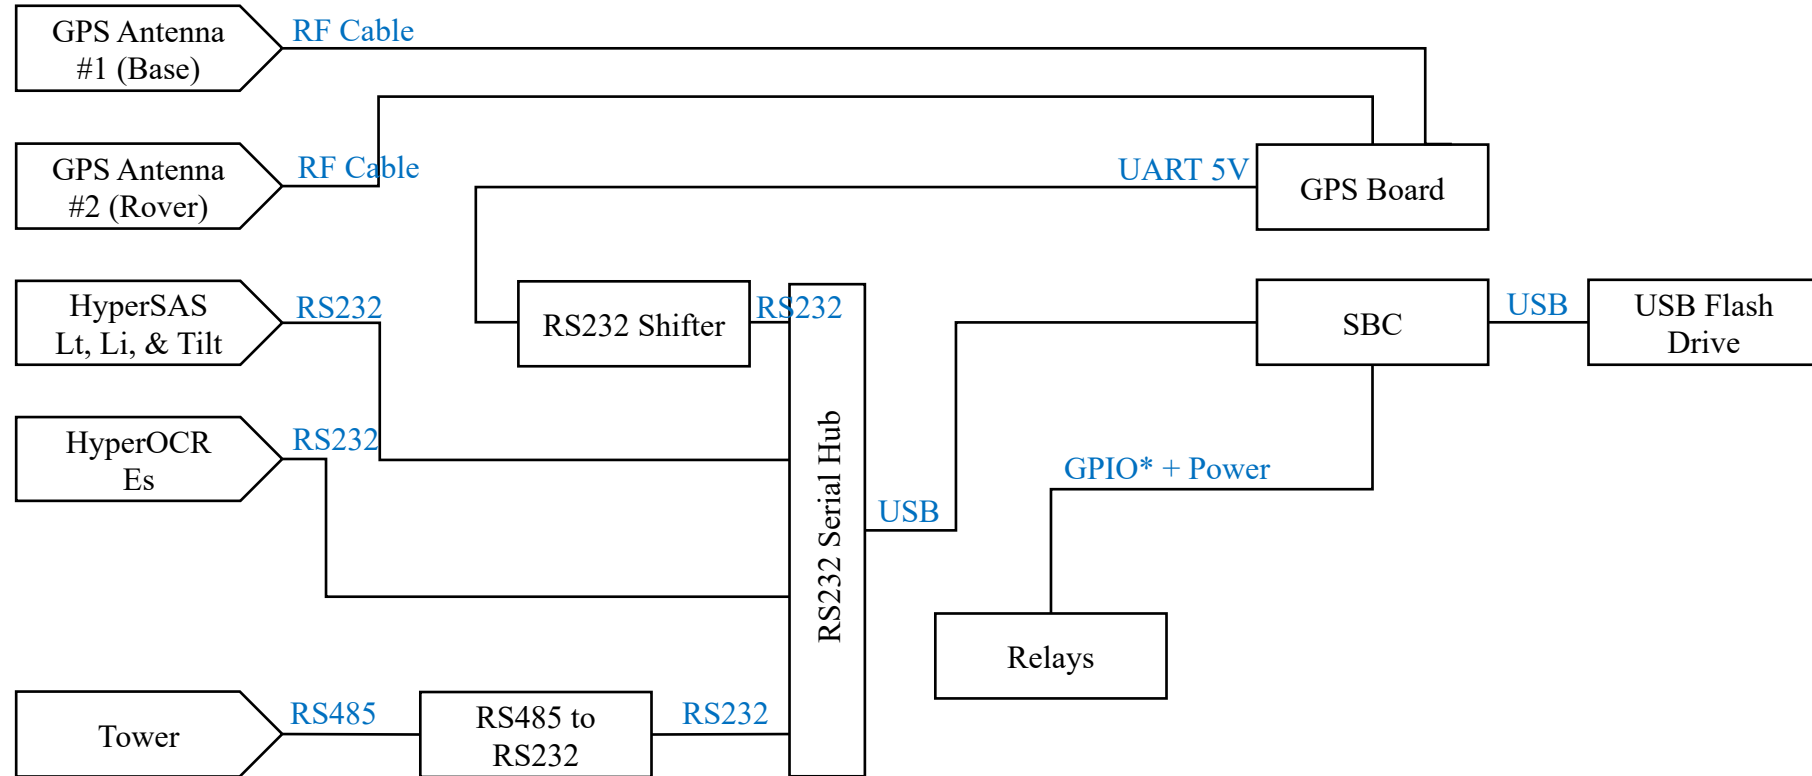 GPS Antenna
#1 (Base)
RF Cable
GPS Antenna
#2 (Rover)
RF Cable
UART 5V
GPS Board
HyperSAS
Lt, Li, & Tilt
RS232
RS232 Shifter
RS232
SBC
USB
USB Flash
Drive
HyperOCR
Es
RS232
RS232 Serial Hub
USB
GPIO* + Power
Relays
Tower
RS485
RS485 to
RS232
RS232